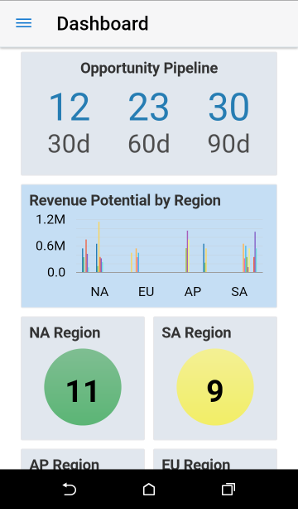 Dashboard
Opportunity Pipeline
12 23 30
30d 60d 90d
Revenue Potential by Region
1.2M
0.6M
0.0
NA EU AP SA
NA Region SA Region
11 9
AP Region EU Region